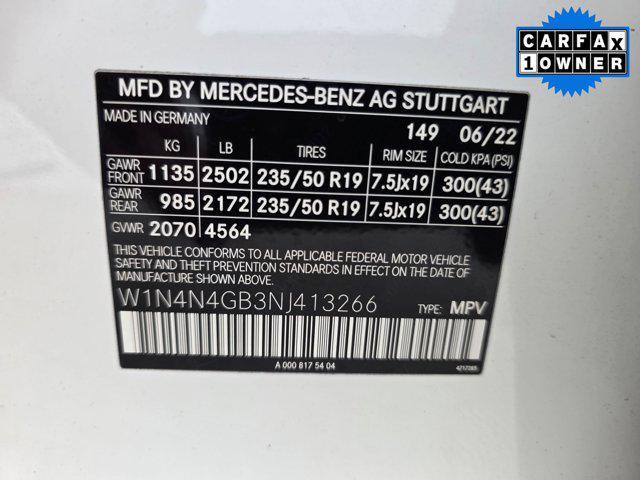 CARFAX
1 OWNER
MFD BY MERCEDES-BENZ AG STUTTGART
MADE IN GERMANY 149 06/22
KG LB TIRES RIM SIZE COLD KPA (PSI)
GAWR FRONT 1135 2502 235/50 R19 7.5Jx19 300(43)
GAWR REAR 985 2172 235/50 R19 7.5Jx19 300(43)
GVWR 2070 4564
THIS VEHICLE CONFORMS TO ALL APPLICABLE FEDERAL MOTOR VEHICLE
SAFETY AND THEFT PREVENTION STANDARDS IN EFFECT ON THE DATE OF
MANUFACTURE SHOWN ABOVE.
W1N4N4GB3NJ413266 TYPE: MPV
A 000 817 54 04